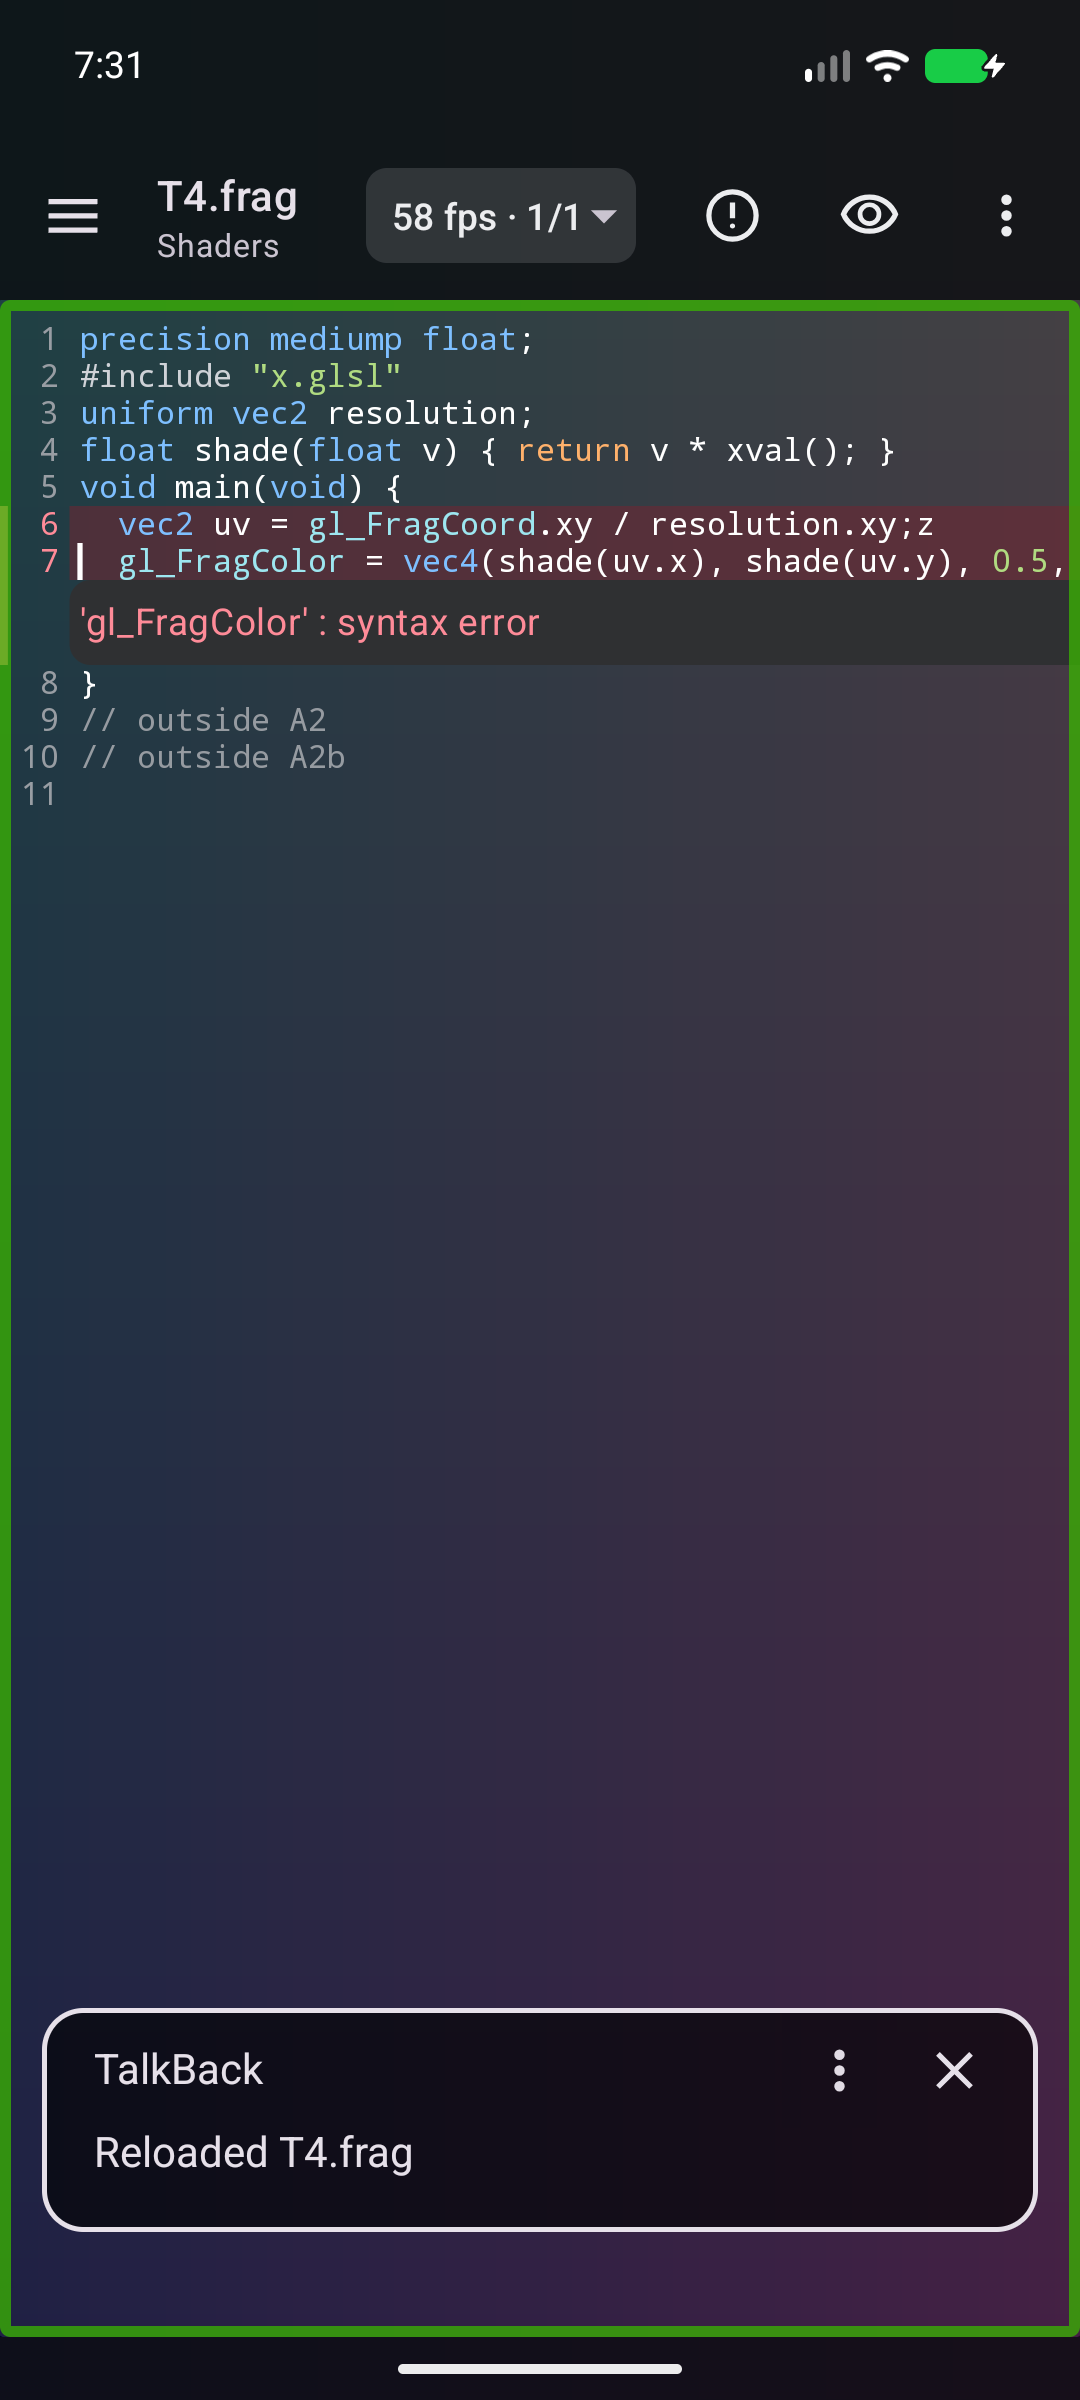 7:31
T4.frag
Shaders
58 fps · 1/1
1 precision mediump float;
2 #include "x.glsl"
3 uniform vec2 resolution;
4 float shade(float v) { return v * xval(); }
5 void main(void) {
6 vec2 uv = gl_FragCoord.xy / resolution.xy;z
7 gl_FragColor = vec4(shade(uv.x), shade(uv.y), 0.5,
'gl_FragColor' : syntax error
8 }
9 // outside A2
10 // outside A2b
11
TalkBack
Reloaded T4.frag